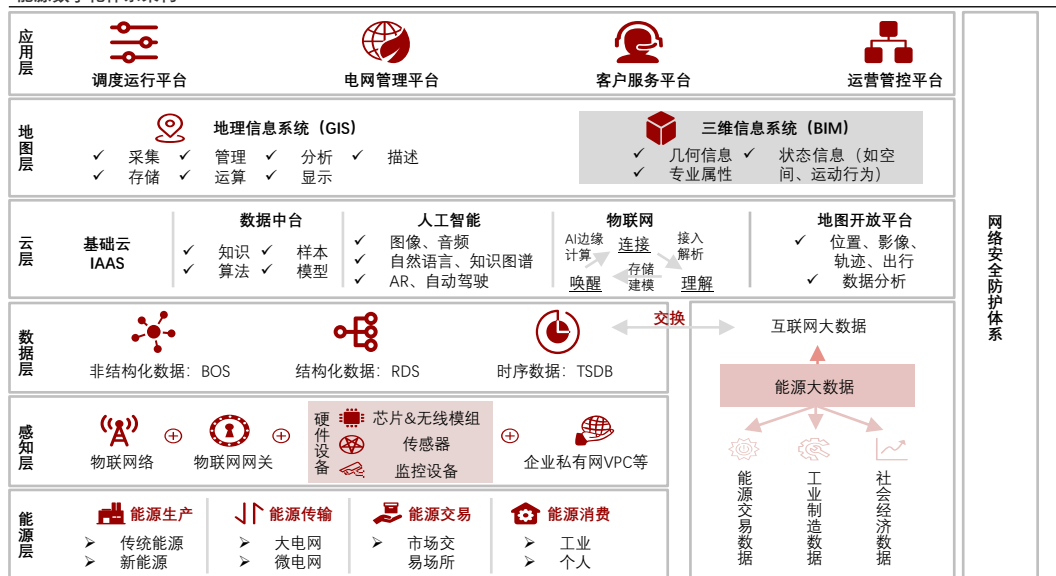 能源数字化体系架构
应用层
调度运行平台
电网管理平台
客户服务平台
运营管控平台
地图层
地理信息系统（GIS）
✓ 采集 ✓ 管理 ✓ 分析 ✓ 描述
✓ 存储 ✓ 运算 ✓ 显示
三维信息系统（BIM）
✓ 几何信息 ✓ 状态信息（如空
✓ 专业属性 间、运动行为）
云层
基础云
IAAS
数据中台
✓ 知识 ✓ 样本
✓ 算法 ✓ 模型
人工智能
✓ 图像、音频
✓ 自然语言、知识图谱
✓ AR、自动驾驶
物联网
AI边缘
计算
连接
接入
解析
唤醒
存储
建模
理解
地图开放平台
✓ 位置、影像、
轨迹、出行
✓ 数据分析
数据层
非结构化数据：BOS
结构化数据：RDS
时序数据：TSDB
交换
互联网大数据
能源大数据
能源交易数据
工业制造数据
社会经济数据
感知层
物联网络
物联网网关
硬件设备
芯片&无线模组
传感器
监控设备
企业私有网VPC等
能源层
能源生产
➢ 传统能源
➢ 新能源
能源传输
➢ 大电网
➢ 微电网
能源交易
➢ 市场交
易场所
能源消费
➢ 工业
➢ 个人
网络安全防护体系